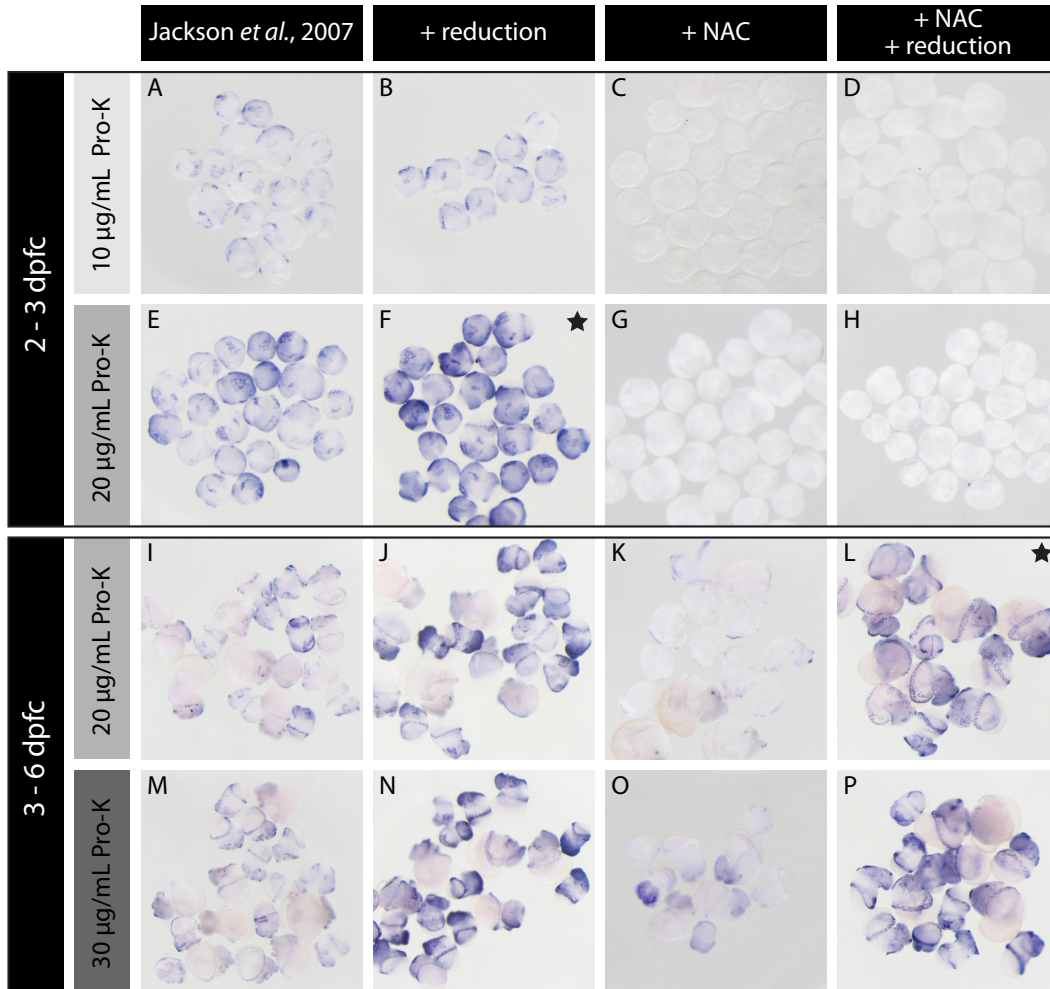 Jackson et al., 2007
+ reduction
+ NAC
+ NAC
+ reduction
2 - 3 dpfc
10 µg/mL Pro-K
A
B
C
D
20 µg/mL Pro-K
E
F
G
H
3 - 6 dpfc
20 µg/mL Pro-K
I
J
K
L
30 µg/mL Pro-K
M
N
O
P